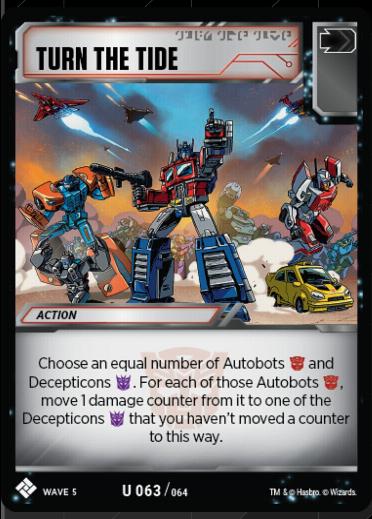 TURN THE TIDE
ACTION
Choose an equal number of Autobots and
Decepticons . For each of those Autobots ,
move 1 damage counter from it to one of the
Decepticons that you haven't moved a counter
to this way.
WAVE 5
U 063/064
TM & © Hasbro. © Wizards.